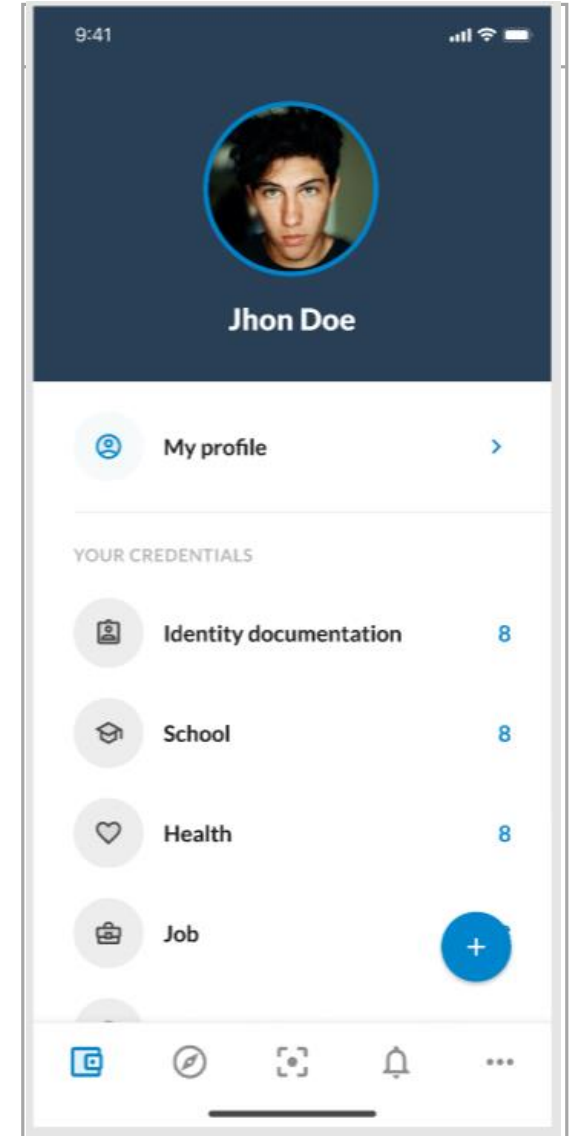 9:41
Jhon Doe
My profile
YOUR CREDENTIALS
Identity documentation 8
School 8
Health 8
Job
+